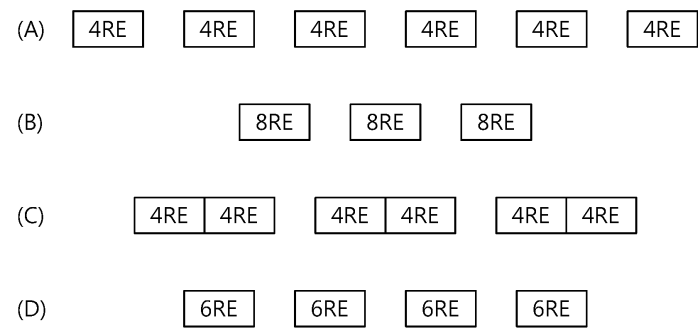 (A) 4RE 4RE 4RE 4RE 4RE 4RE
(B) 8RE 8RE 8RE
(C) 4RE 4RE 4RE 4RE 4RE 4RE
(D) 6RE 6RE 6RE 6RE